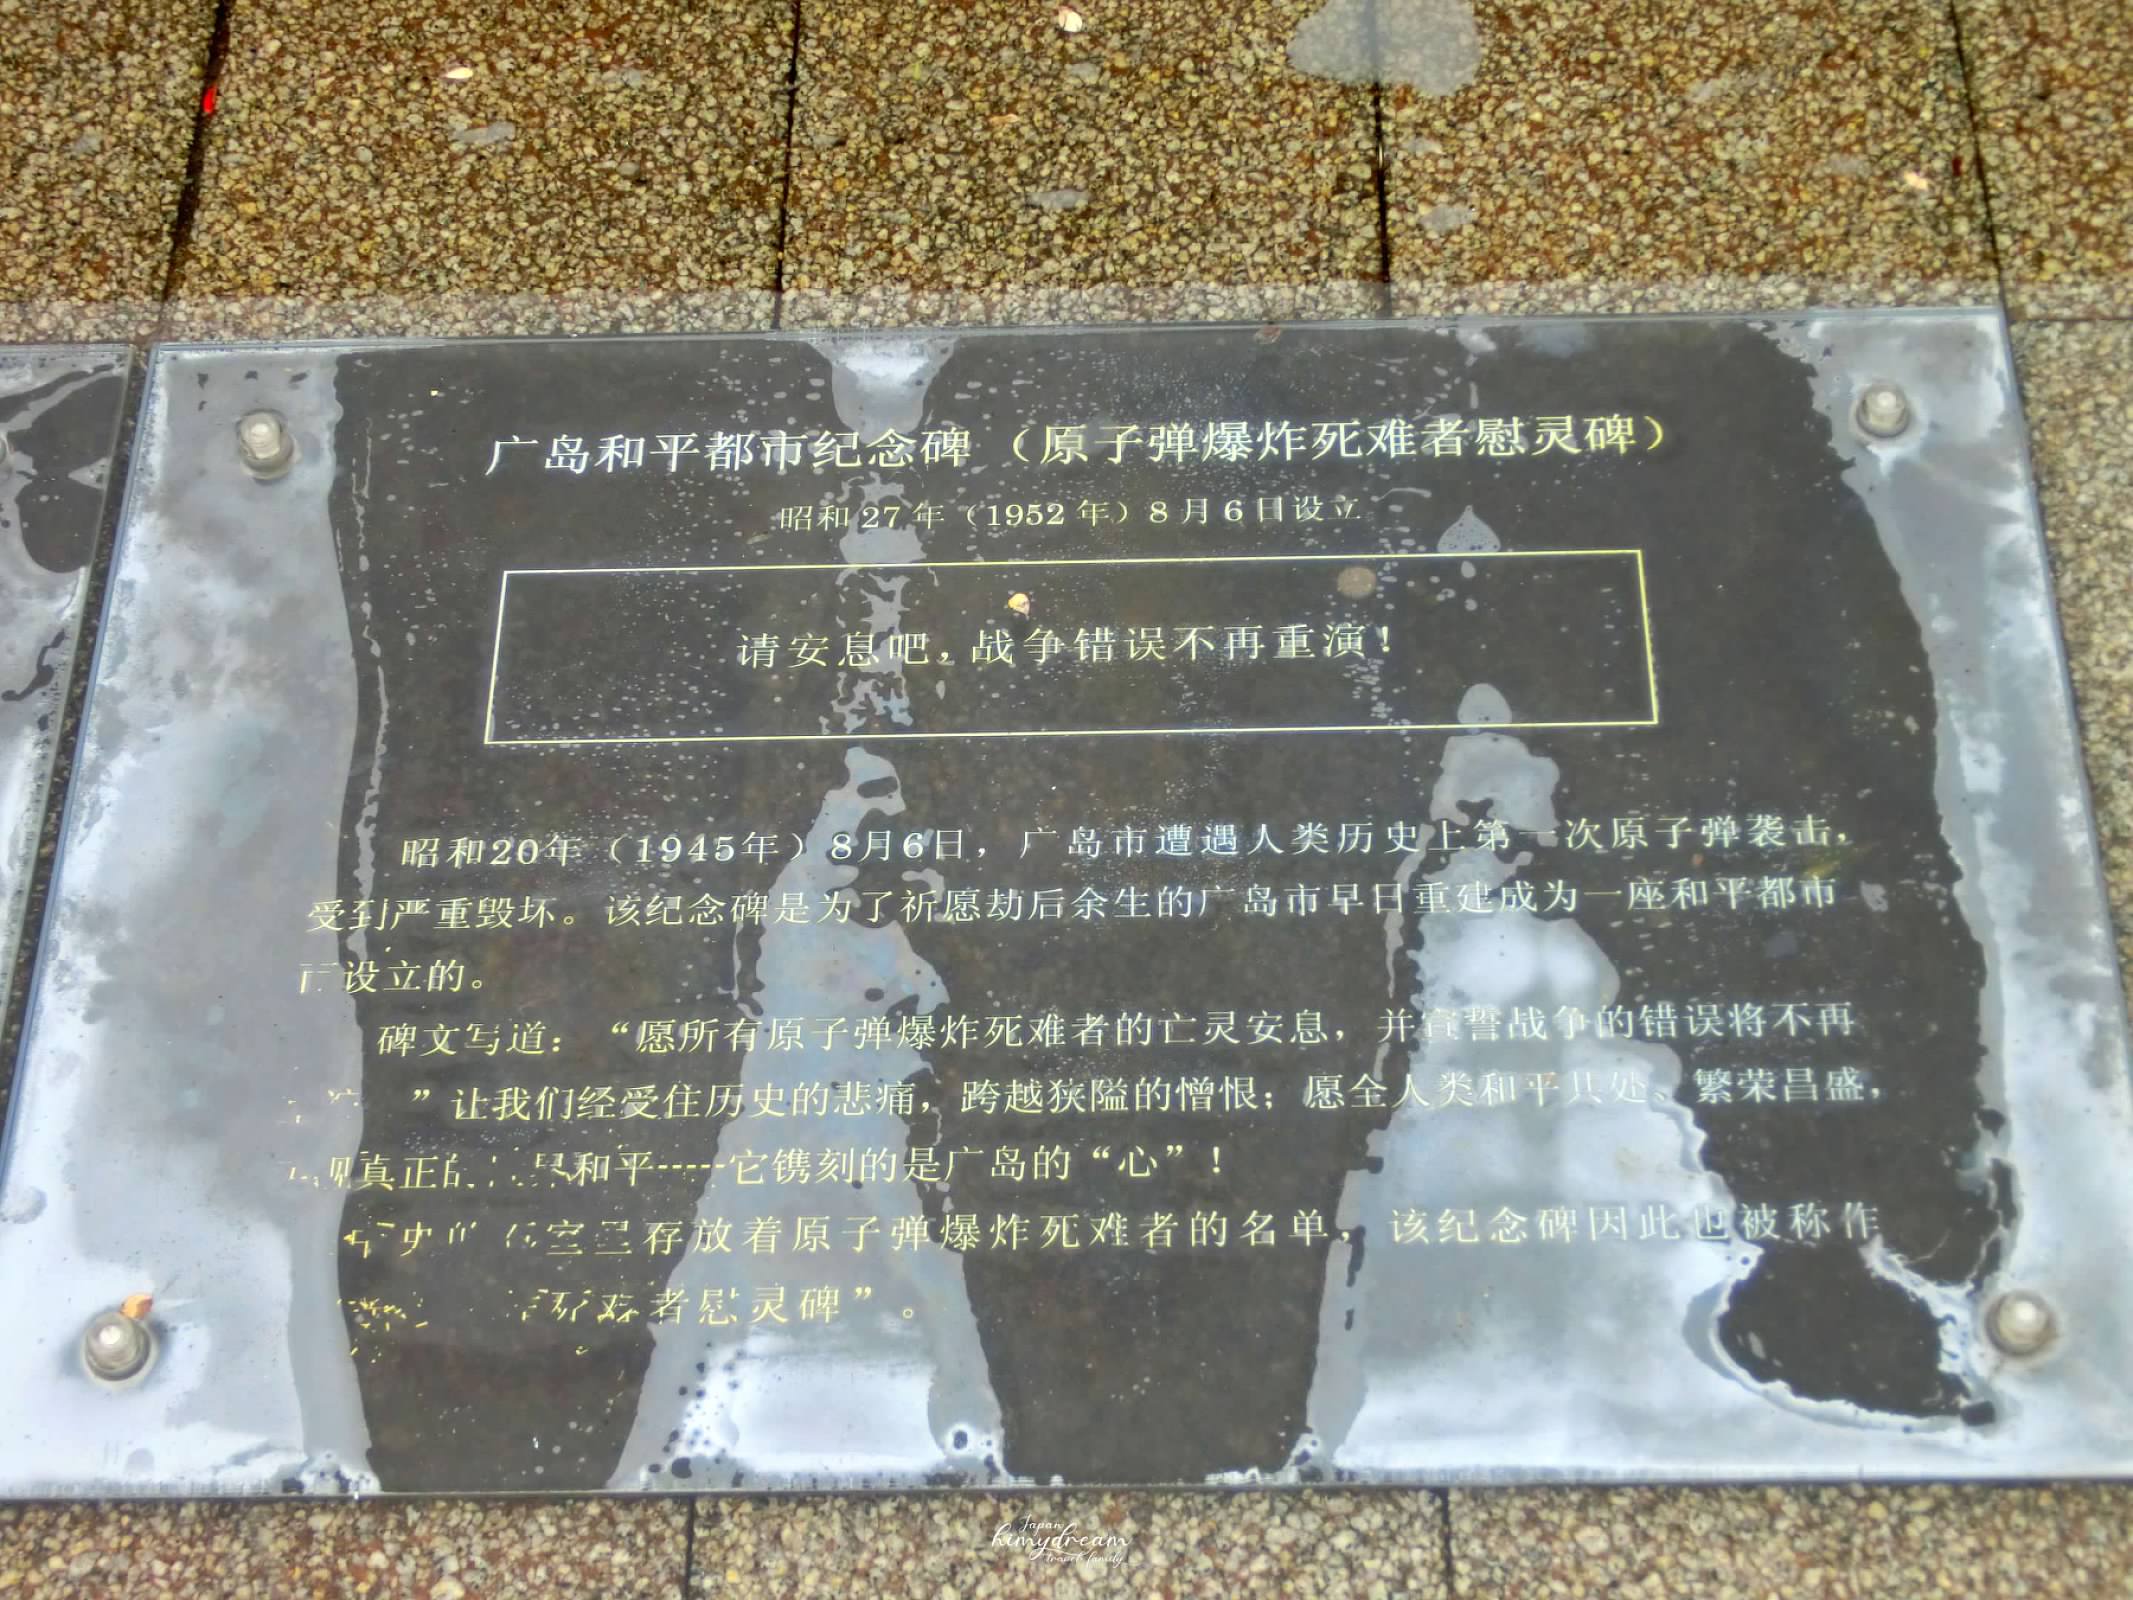 广岛和平都市纪念碑（原子弹爆炸死难者慰灵碑）
昭和27年（1952年）8月6日设立
请安息吧，战争错误不再重演！
昭和20年（1945年）8月6日，广岛市遭遇人类历史上第一次原子弹袭击，
受到严重毁坏。该纪念碑是为了祈愿劫后余生的广岛市早日重建成为一座和平都市
而设立的。
碑文写道：“愿所有原子弹爆炸死难者的亡灵安息，并宣誓战争的错误将不再
”让我们经受住历史的悲痛，跨越狭隘的憎恨；愿全人类和平共处、繁荣昌盛，
现真正的 和平-----它镌刻的是广岛的“心”！
存放着原子弹爆炸死难者的名单，该纪念碑因此也被称作
难者慰灵碑”。
Japan
himydream
travel family